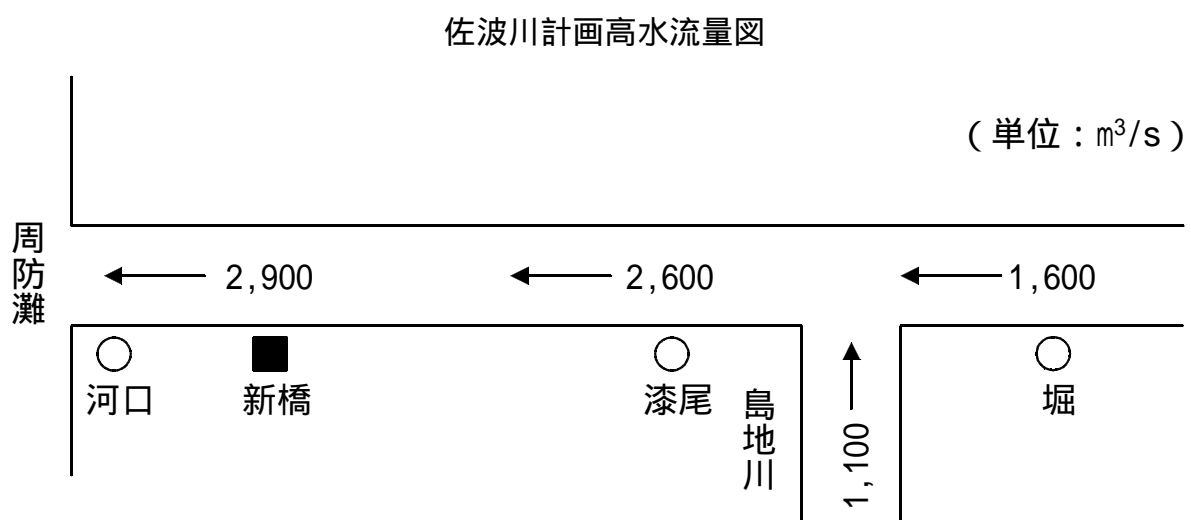 佐波川計画高水流量図
(単位：㎥/s)
周防灘
2,900
2,600
1,600
河口
新橋
漆尾
島地川
1,100
堀